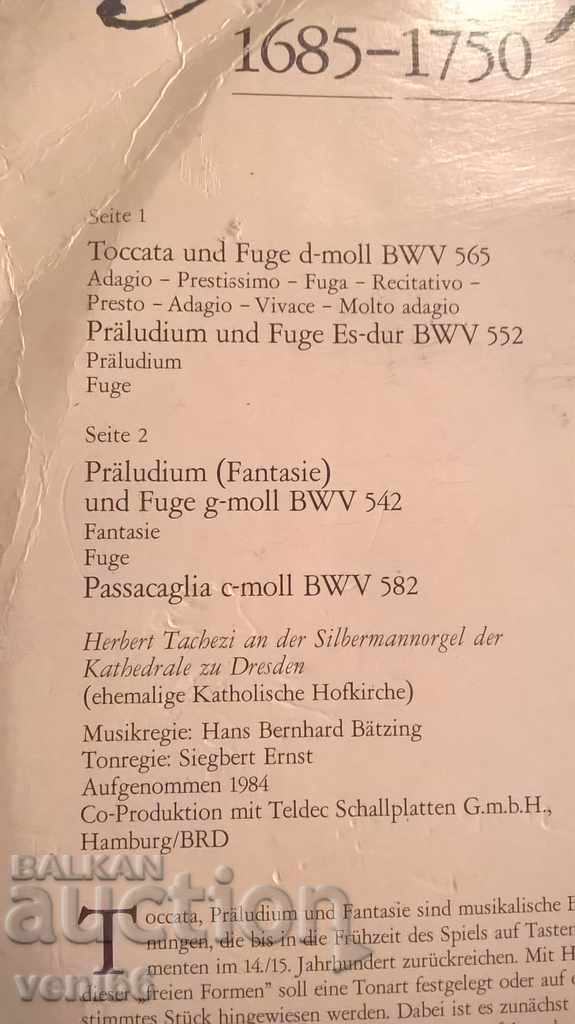 1685–1750
Seite 1
Toccata und Fuge d-moll BWV 565
Adagio – Prestissimo – Fuga – Recitativo –
Presto – Adagio – Vivace – Molto adagio
Präludium und Fuge Es-dur BWV 552
Präludium
Fuge
Seite 2
Präludium (Fantasie)
und Fuge g-moll BWV 542
Fantasie
Fuge
Passacaglia c-moll BWV 582
Herbert Tachezi an der Silbermannorgel der
Kathedrale zu Dresden
(ehemalige Katholische Hofkirche)
Musikregie: Hans Bernhard Bätzing
Tonregie: Siegbert Ernst
Aufgenommen 1984
Co-Produktion mit Teldec Schallplatten G.m.b.H.,
Hamburg/BRD
BALKAN
auction
Toccata, Präludium und Fantasie sind musikalische
nungen, die bis in die Frühzeit des Spiels auf Tasten
menten im 14./15. Jahrhundert zurückreichen. Mit
dieser „freien Formen" soll eine Tonart festgelegt oder auf
stimmtes Stück hingewiesen werden. Dabei ist es zunächst